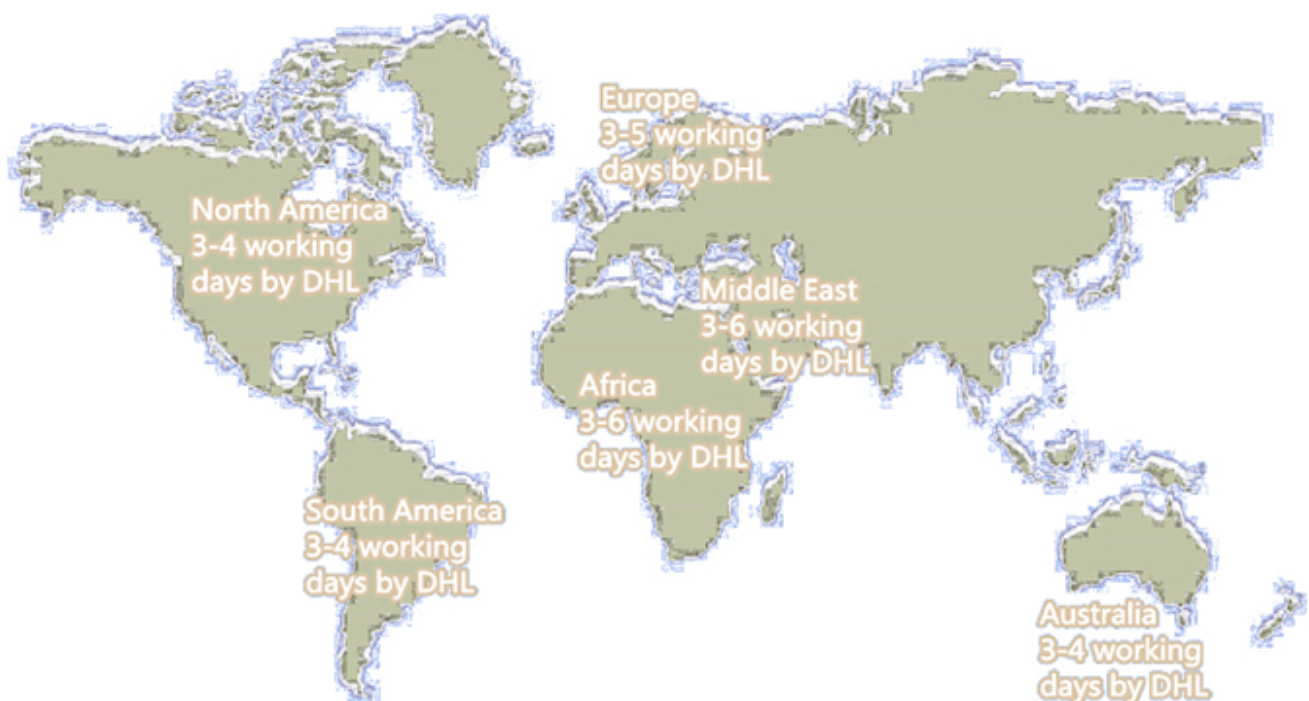 Europe
3-5 working
days by DHL
North America
3-4 working
days by DHL
Middle East
3-6 working
days by DHL
Africa
3-6 working
days by DHL
South America
3-4 working
days by DHL
Australia
3-4 working
days by DHL